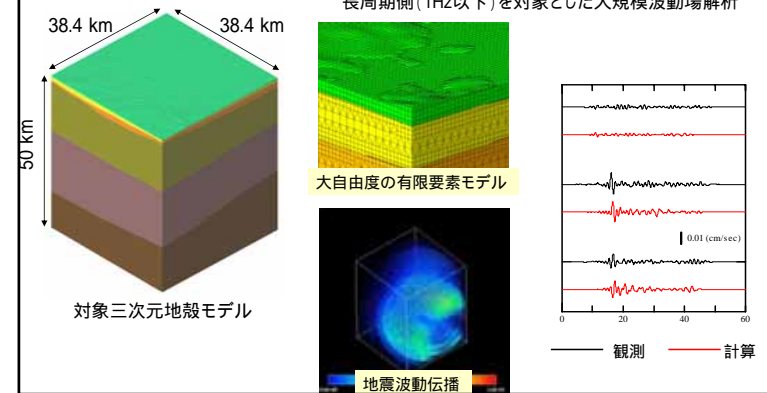 長周期側(1Hz以下)を対象とした大規模波動場解析
38.4 km
38.4 km
50 km
対象三次元地殻モデル
大自由度の有限要素モデル
地震波動伝播
0.01 (cm/sec)
0 20 40 60
観測
計算